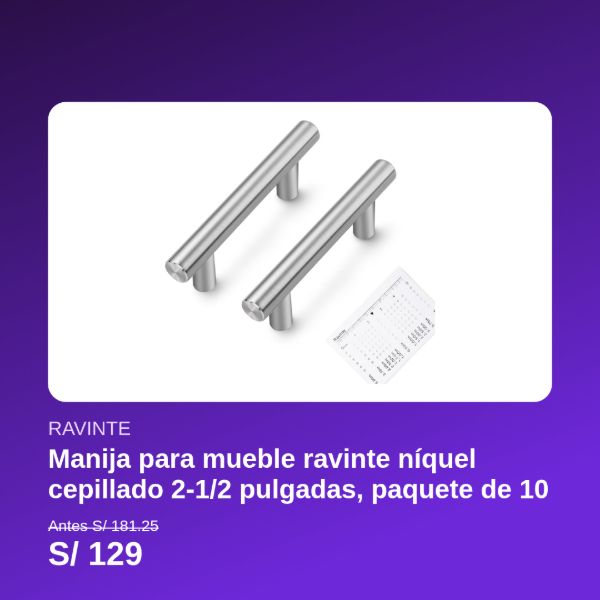 RAVINTE
Manija para mueble ravinte níquel
cepillado 2-1/2 pulgadas, paquete de 10
Antes S/ 181.25
S/ 129